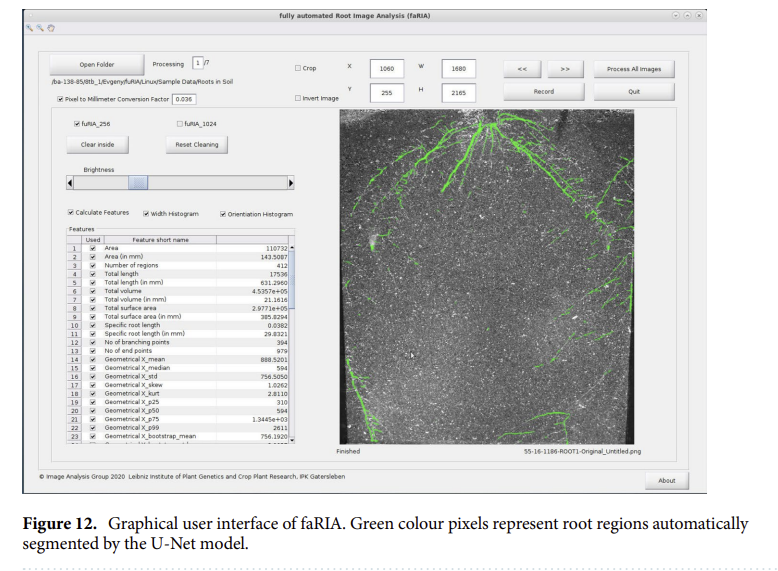 fully automated Root Image Analysis (faRIA)
Open Folder
Processing 1 /7
/ba-138-85/8tb_1/Evgeny/fuRIA/Linux/Sample Data/Roots in Soil
Pixel to Millimeter Conversion Factor 0.036
Crop X 1060 W 1680
Invert Image Y 255 H 2165
<< >> Process All Images
Record Quit
fuRIA_256 fuRIA_1024
Clear inside Reset Cleaning
Brightness
Calculate Features Width Histogram Orientiation Histogram
Features
Used Feature short name
1 Area 110732
2 Area (in mm) 143.5087
3 Number of regions 412
4 Total length 17536
5 Total length (in mm) 631.2960
6 Total volume 4.5357e+05
7 Total volume (in mm) 21.1616
8 Total surface area 2.9771e+05
9 Total surface area (in mm) 385.8294
10 Specific root length 0.0382
11 Specific root length (in mm) 29.8321
12 No of branching points 394
13 No of end points 979
14 Geometrical X_mean 888.5201
15 Geometrical X_median 594
16 Geometrical X_std 756.5050
17 Geometrical X_skew 1.0262
18 Geometrical X_kurt 2.8110
19 Geometrical X_p25 310
20 Geometrical X_p50 594
21 Geometrical X_p75 1.3445e+03
22 Geometrical X_p99 2611
23 Geometrical X_bootstrap_mean 756.1920
Finished 55-16-1186-ROOT1-Original_Untitled.png
© Image Analysis Group 2020 Leibniz Institute of Plant Genetics and Crop Plant Research, IPK Gatersleben
About
Figure 12. Graphical user interface of faRIA. Green colour pixels represent root regions automatically
segmented by the U-Net model.